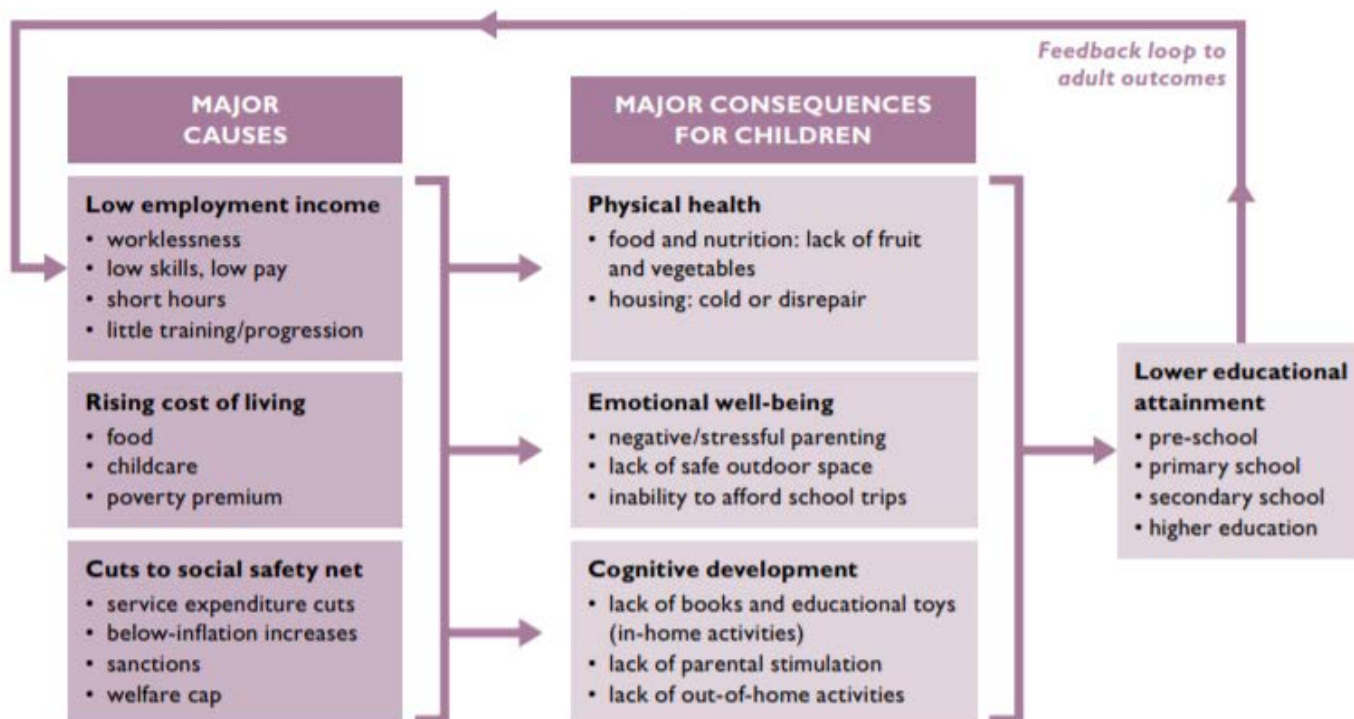 Feedback loop to
adult outcomes
MAJOR
CAUSES
Low employment income
• worklessness
• low skills, low pay
• short hours
• little training/progression
Rising cost of living
• food
• childcare
• poverty premium
Cuts to social safety net
• service expenditure cuts
• below-inflation increases
• sanctions
• welfare cap
MAJOR CONSEQUENCES
FOR CHILDREN
Physical health
• food and nutrition: lack of fruit
and vegetables
• housing: cold or disrepair
Emotional well-being
• negative/stressful parenting
• lack of safe outdoor space
• inability to afford school trips
Cognitive development
• lack of books and educational toys
(in-home activities)
• lack of parental stimulation
• lack of out-of-home activities
Lower educational
attainment
• pre-school
• primary school
• secondary school
• higher education